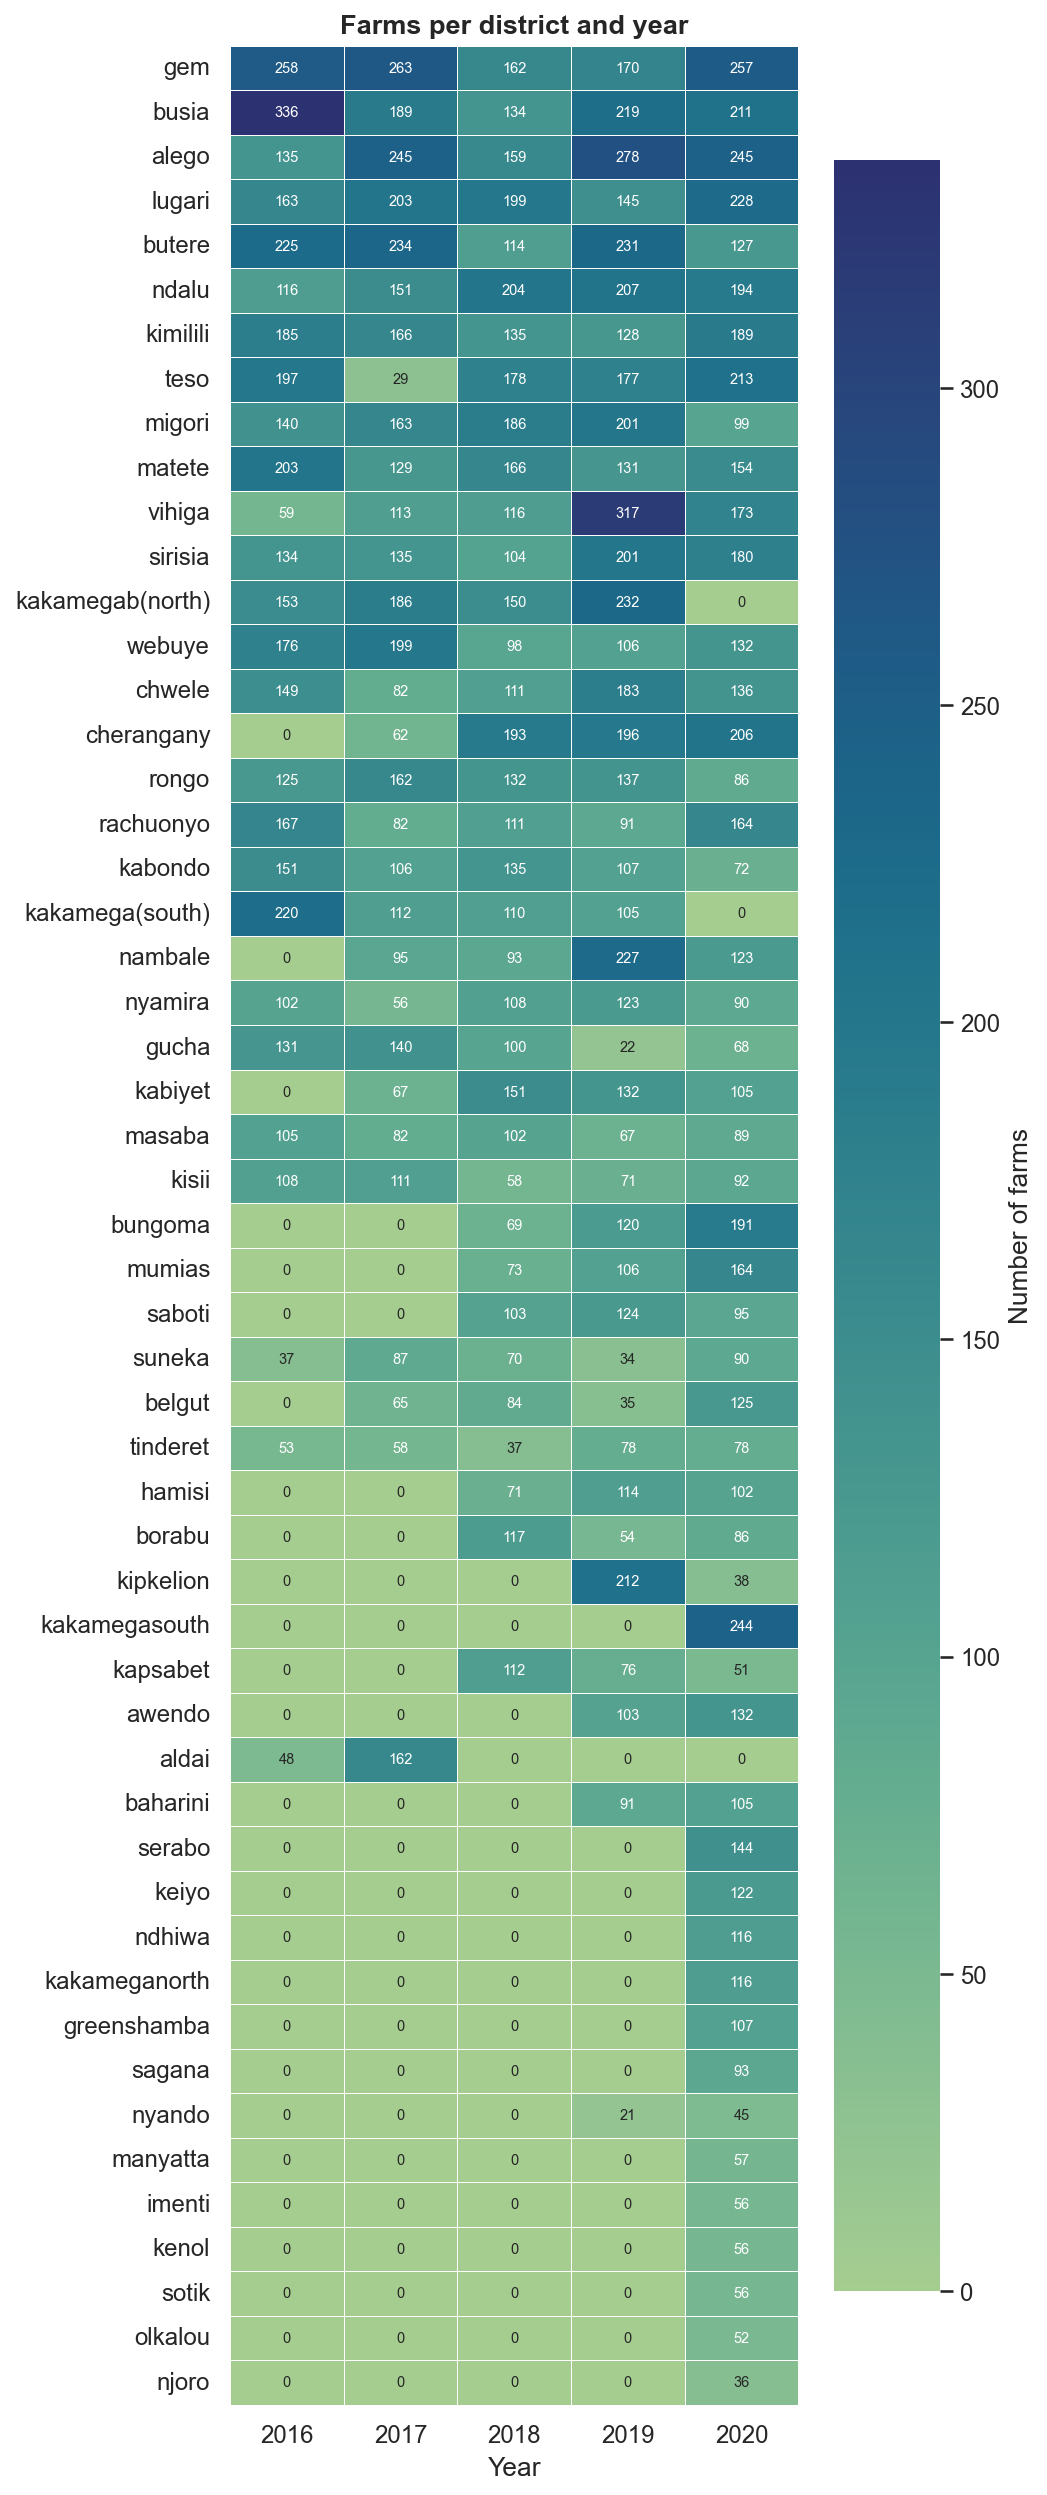 Farms per district and year
gem 258 263 162 170 257
busia 336 189 134 219 211
alego 135 245 159 278 245
lugari 163 203 199 145 228
butere 225 234 114 231 127
ndalu 116 151 204 207 194
kimilili 185 166 135 128 189
teso 197 29 178 177 213
migori 140 163 186 201 99
matete 203 129 166 131 154
vihiga 59 113 116 317 173
sirisia 134 135 104 201 180
kakamegab(north) 153 186 150 232 0
webuye 176 199 98 106 132
chwele 149 82 111 183 136
cherangany 0 62 193 196 206
rongo 125 162 132 137 86
rachuonyo 167 82 111 91 164
kabondo 151 106 135 107 72
kakamega(south) 220 112 110 105 0
nambale 0 95 93 227 123
nyamira 102 56 108 123 90
gucha 131 140 100 22 68
kabiyet 0 67 151 132 105
masaba 105 82 102 67 89
kisii 108 111 58 71 92
bungoma 0 0 69 120 191
mumias 0 0 73 106 164
saboti 0 0 103 124 95
suneka 37 87 70 34 90
belgut 0 65 84 35 125
tinderet 53 58 37 78 78
hamisi 0 0 71 114 102
borabu 0 0 117 54 86
kipkelion 0 0 0 212 38
kakamegasouth 0 0 0 0 244
kapsabet 0 0 112 76 51
awendo 0 0 0 103 132
aldai 48 162 0 0 0
baharini 0 0 0 91 105
serabo 0 0 0 0 144
keiyo 0 0 0 0 122
ndhiwa 0 0 0 0 116
kakameganorth 0 0 0 0 116
greenshamba 0 0 0 0 107
sagana 0 0 0 0 93
nyando 0 0 0 21 45
manyatta 0 0 0 0 57
imenti 0 0 0 0 56
kenol 0 0 0 0 56
sotik 0 0 0 0 56
olkalou 0 0 0 0 52
njoro 0 0 0 0 36
2016 2017 2018 2019 2020
Year
300
250
200
150
100
50
0
Number of farms